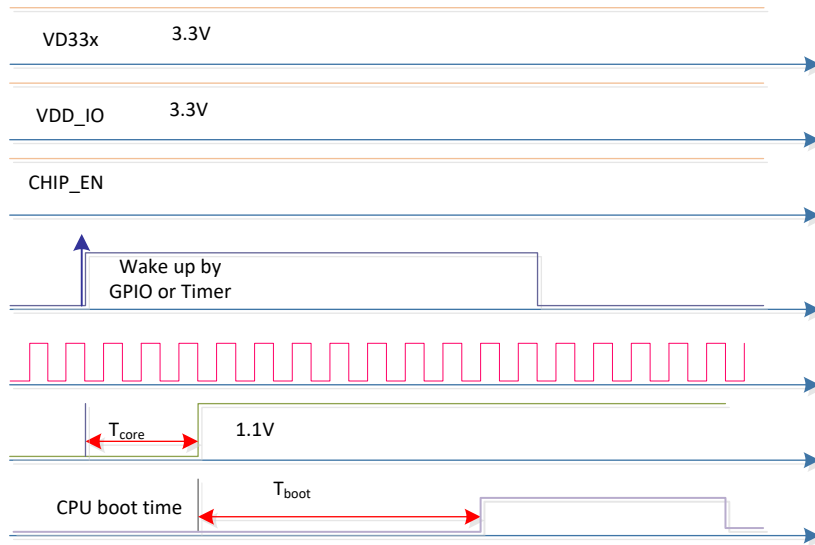 VD33x 3.3V
VDD_IO 3.3V
CHIP_EN
Wake up by
GPIO or Timer
Tcore 1.1V
CPU boot time Tboot